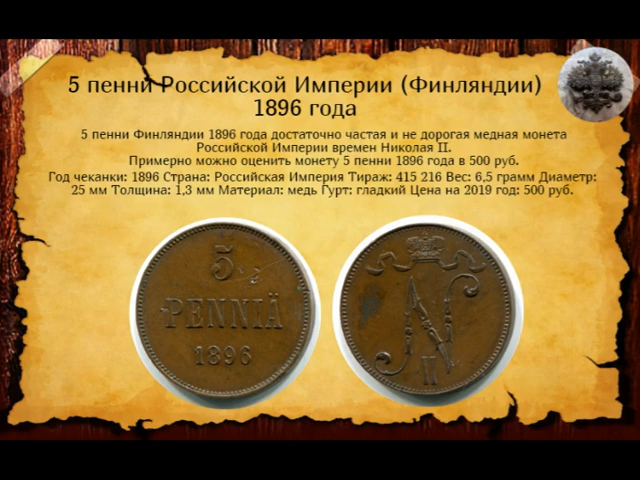 5 пенни Российской Империи (Финляндии)
1896 года
5 пенни Финляндии 1896 года достаточно частая и не дорогая медная монета
Российской Империи времен Николая II.
Примерно можно оценить монету 5 пенни 1896 года в 500 руб.
Год чеканки: 1896 Страна: Российская Империя Тираж: 415 216 Вес: 6,5 грамм Диаметр:
25 мм Толщина: 1,3 мм Материал: медь Гурт: гладкий Цена на 2019 год: 500 руб.
5
PENNIÄ
1896
N
II